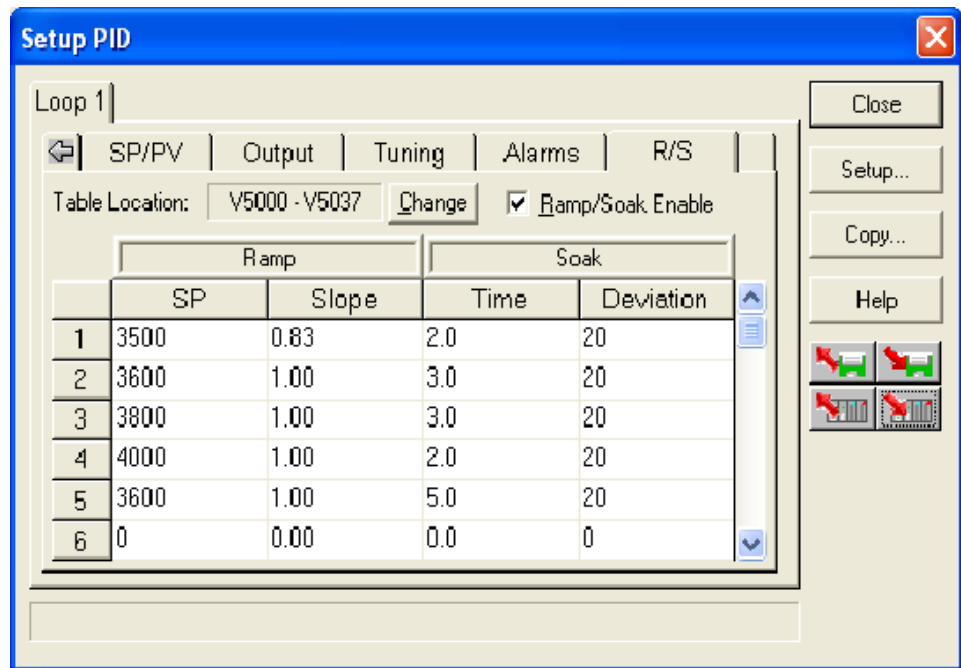 Setup PID
Loop 1
Close
SP/PV Output Tuning Alarms R/S
Setup...
Table Location: V5000 - V5037 Change Ramp/Soak Enable
Copy...
Ramp Soak
SP Slope Time Deviation
Help
1 3500 0.83 2.0 20
2 3600 1.00 3.0 20
3 3800 1.00 3.0 20
4 4000 1.00 2.0 20
5 3600 1.00 5.0 20
6 0 0.00 0.0 0